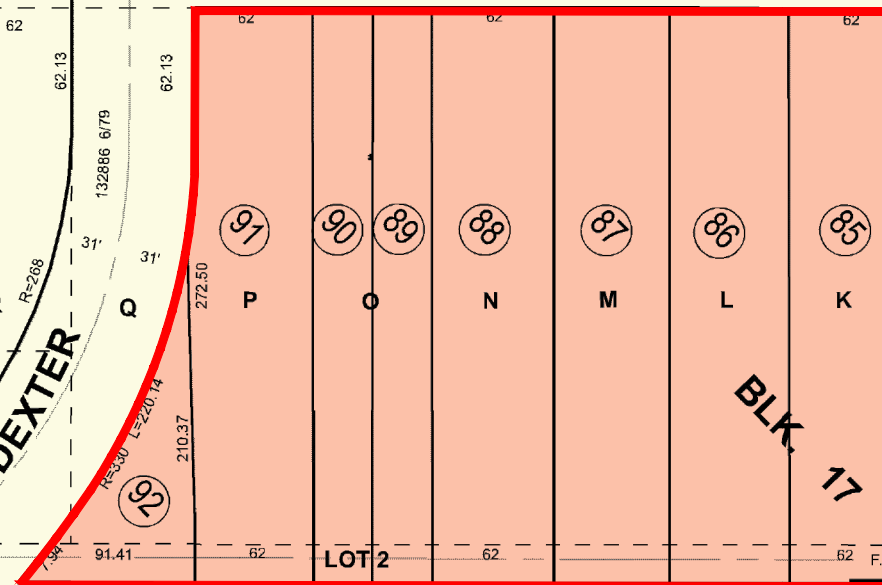 62
62
62
62
62.13
62.13
132886 6/79
31'
31'
R=268
91
90
89
88
87
86
85
Q
272.50
P
O
N
M
L
K
DEXTER
R=330 L=220.14
210.37
BLK. 17
92
7.94
91.41
62
LOT 2
62
62
F.